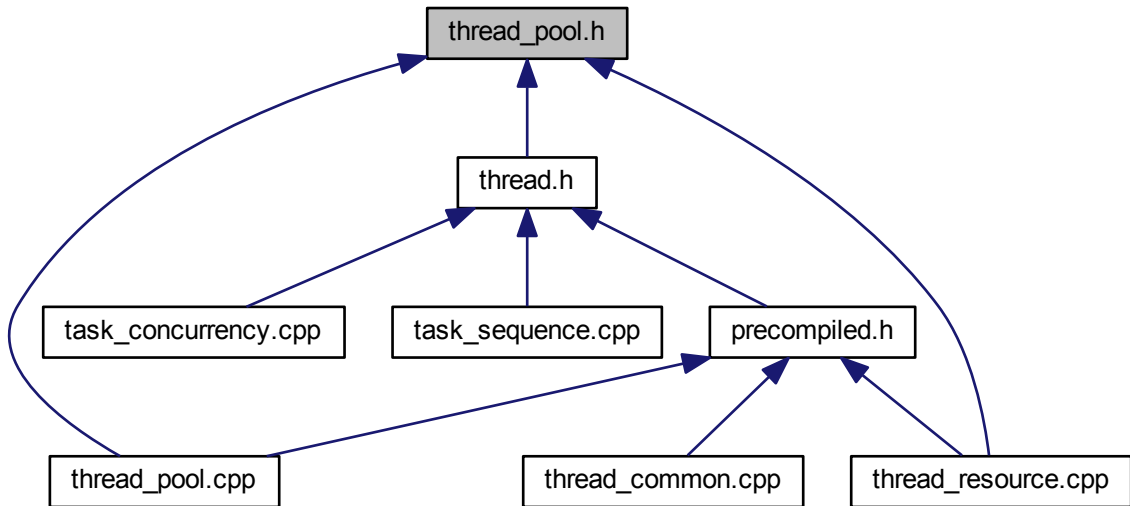 thread_pool.h
thread.h
task_concurrency.cpp
task_sequence.cpp
precompiled.h
thread_pool.cpp
thread_common.cpp
thread_resource.cpp